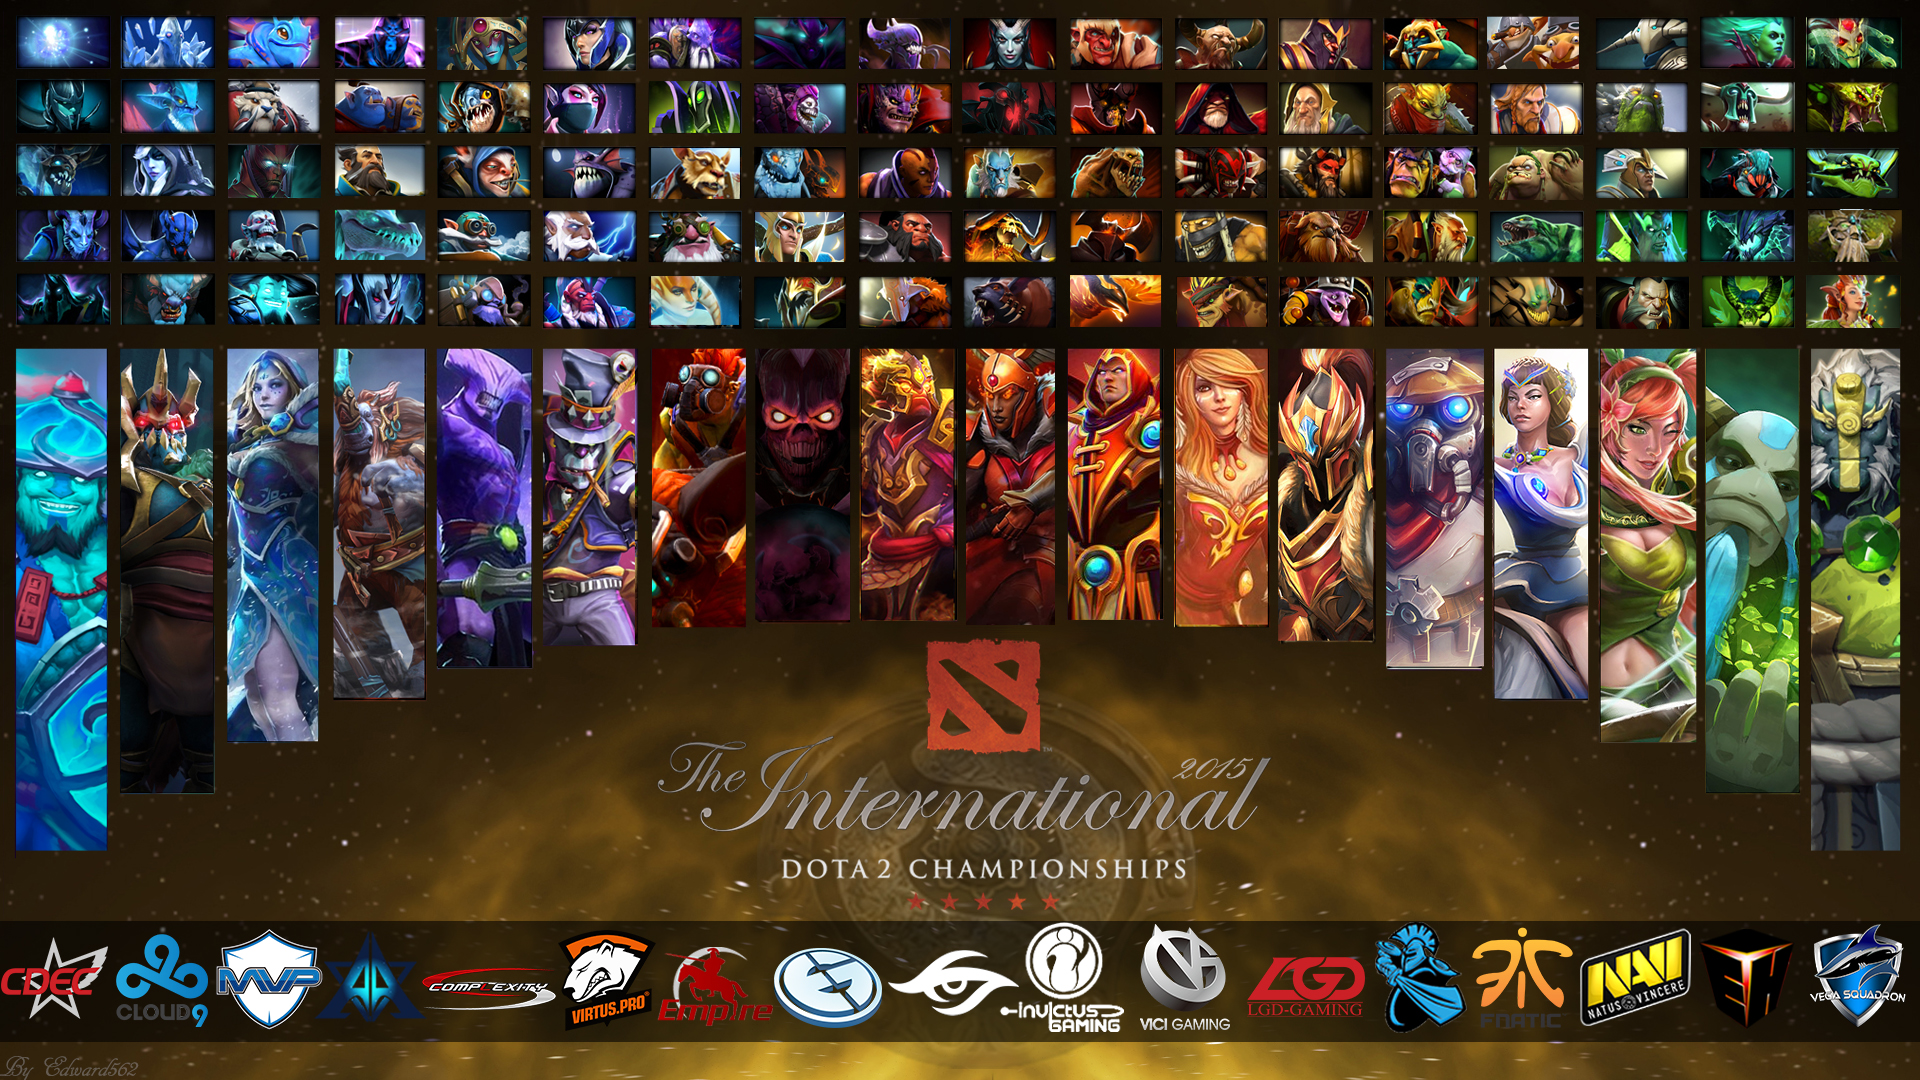 The International 2015
DOTA 2 CHAMPIONSHIPS
CDEC
CLOUD9
MVP
COMPLEXITY
VIRTUS.PRO
Empire
INVICTUS
GAMING
VICI GAMING
LGD
LGD-GAMING
FNATIC
NAVI
NATUS VINCERE
VEGA SQUADRON
By Edward562